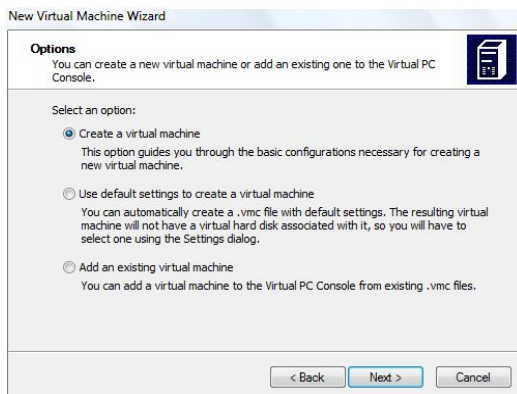 New Virtual Machine Wizard
Options
You can create a new virtual machine or add an existing one to the Virtual PC
Console.
Select an option:
Create a virtual machine
This option guides you through the basic configurations necessary for creating a
new virtual machine.
Use default settings to create a virtual machine
You can automatically create a .vmc file with default settings. The resulting virtual
machine will not have a virtual hard disk associated with it, so you will have to
select one using the Settings dialog.
Add an existing virtual machine
You can add a virtual machine to the Virtual PC Console from existing .vmc files.
< Back Next > Cancel